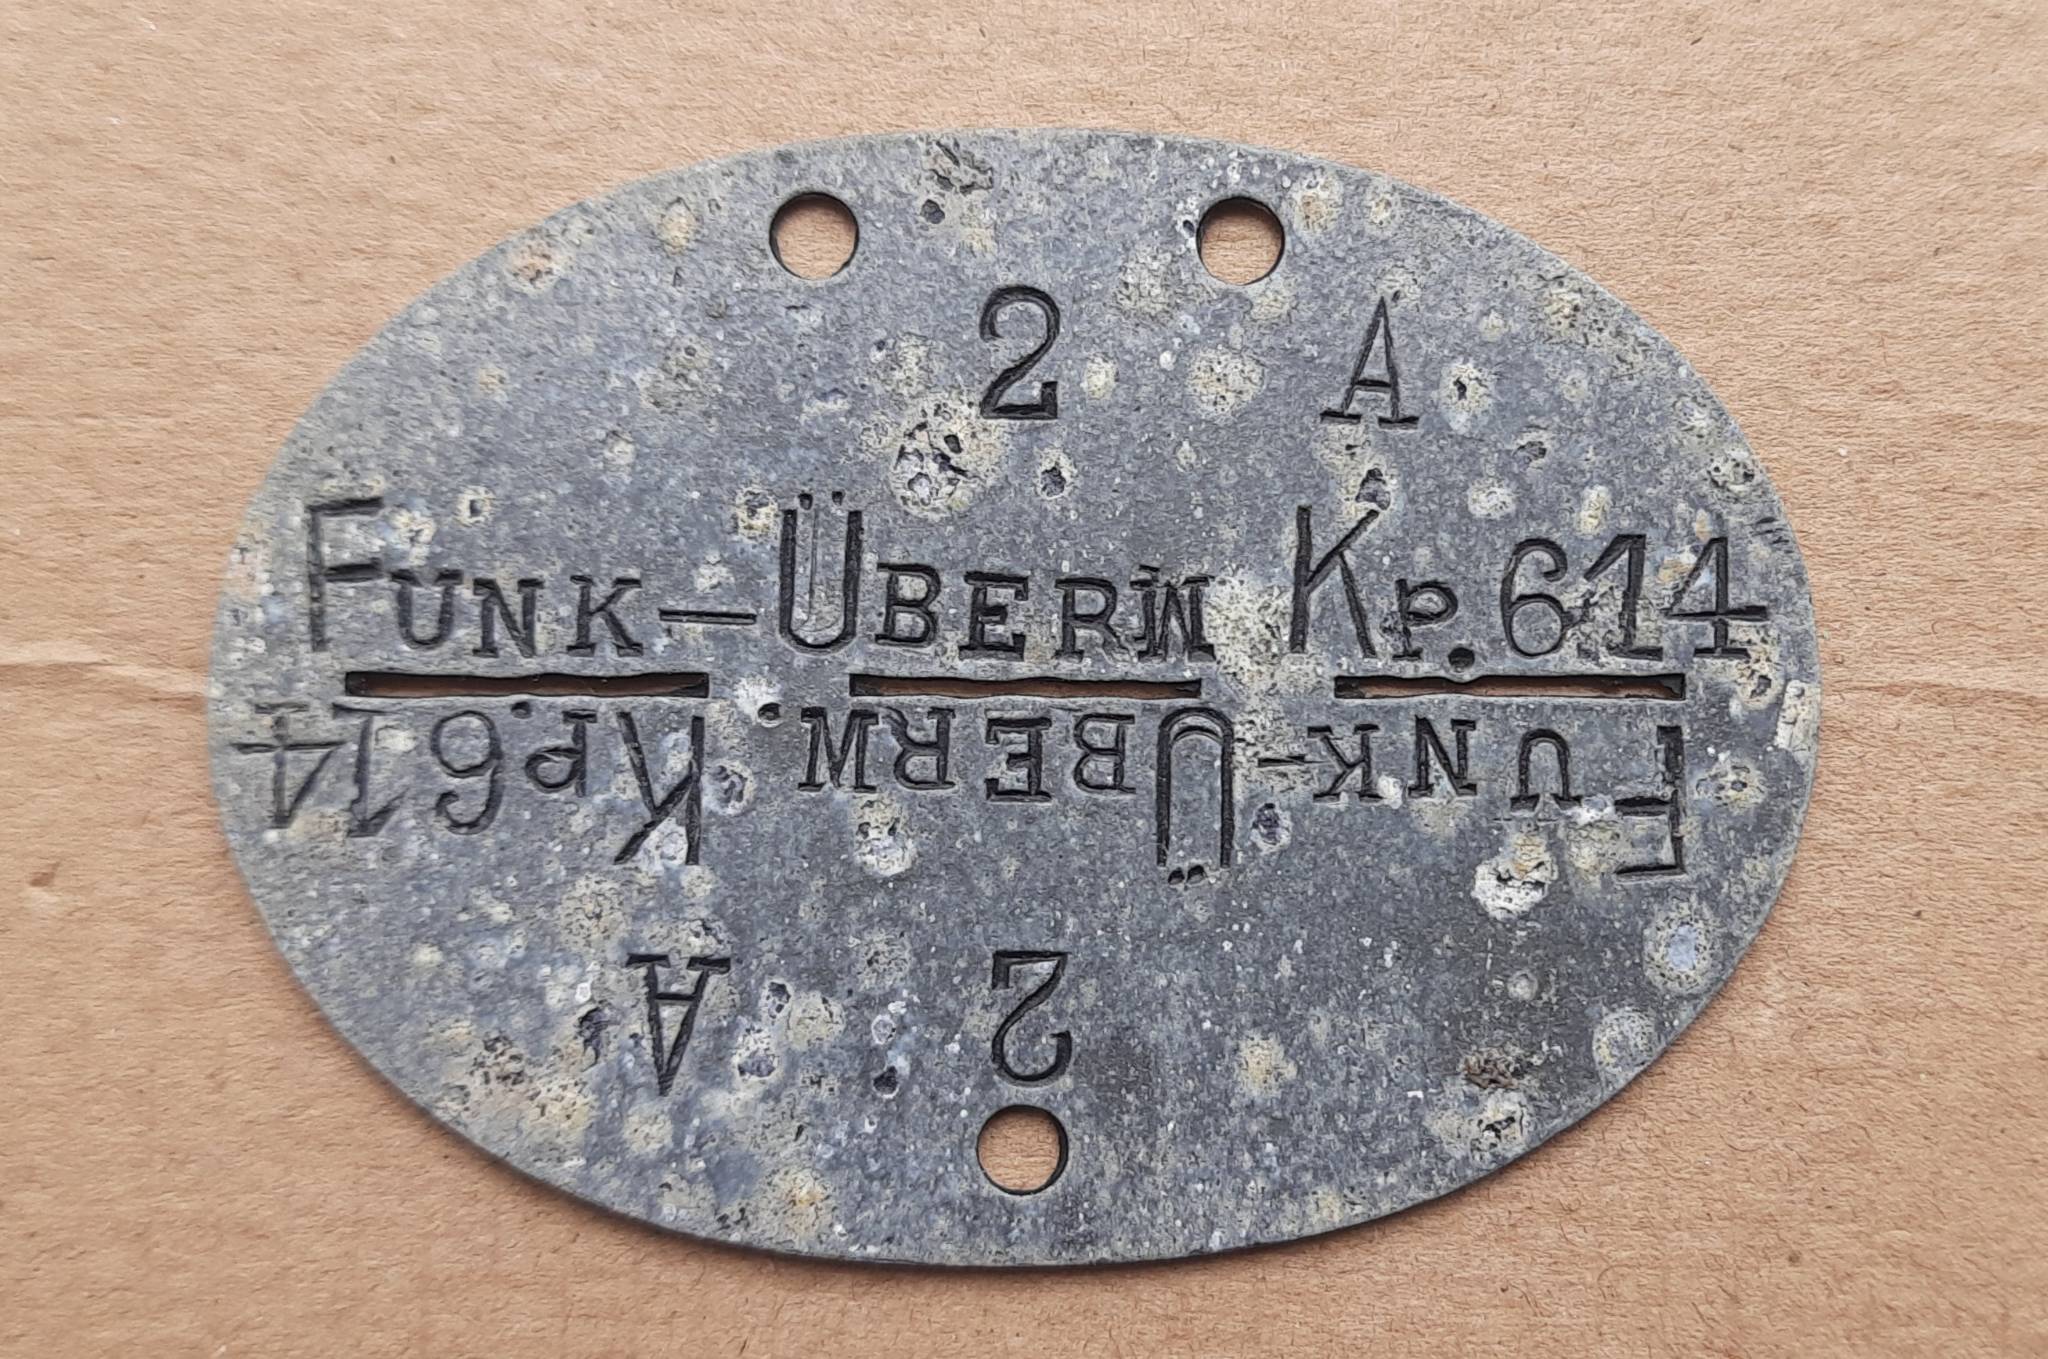 2 A
FUNK-ÜBERW Kp. 614
FUNK-ÜBERW. Kp 614
2 A